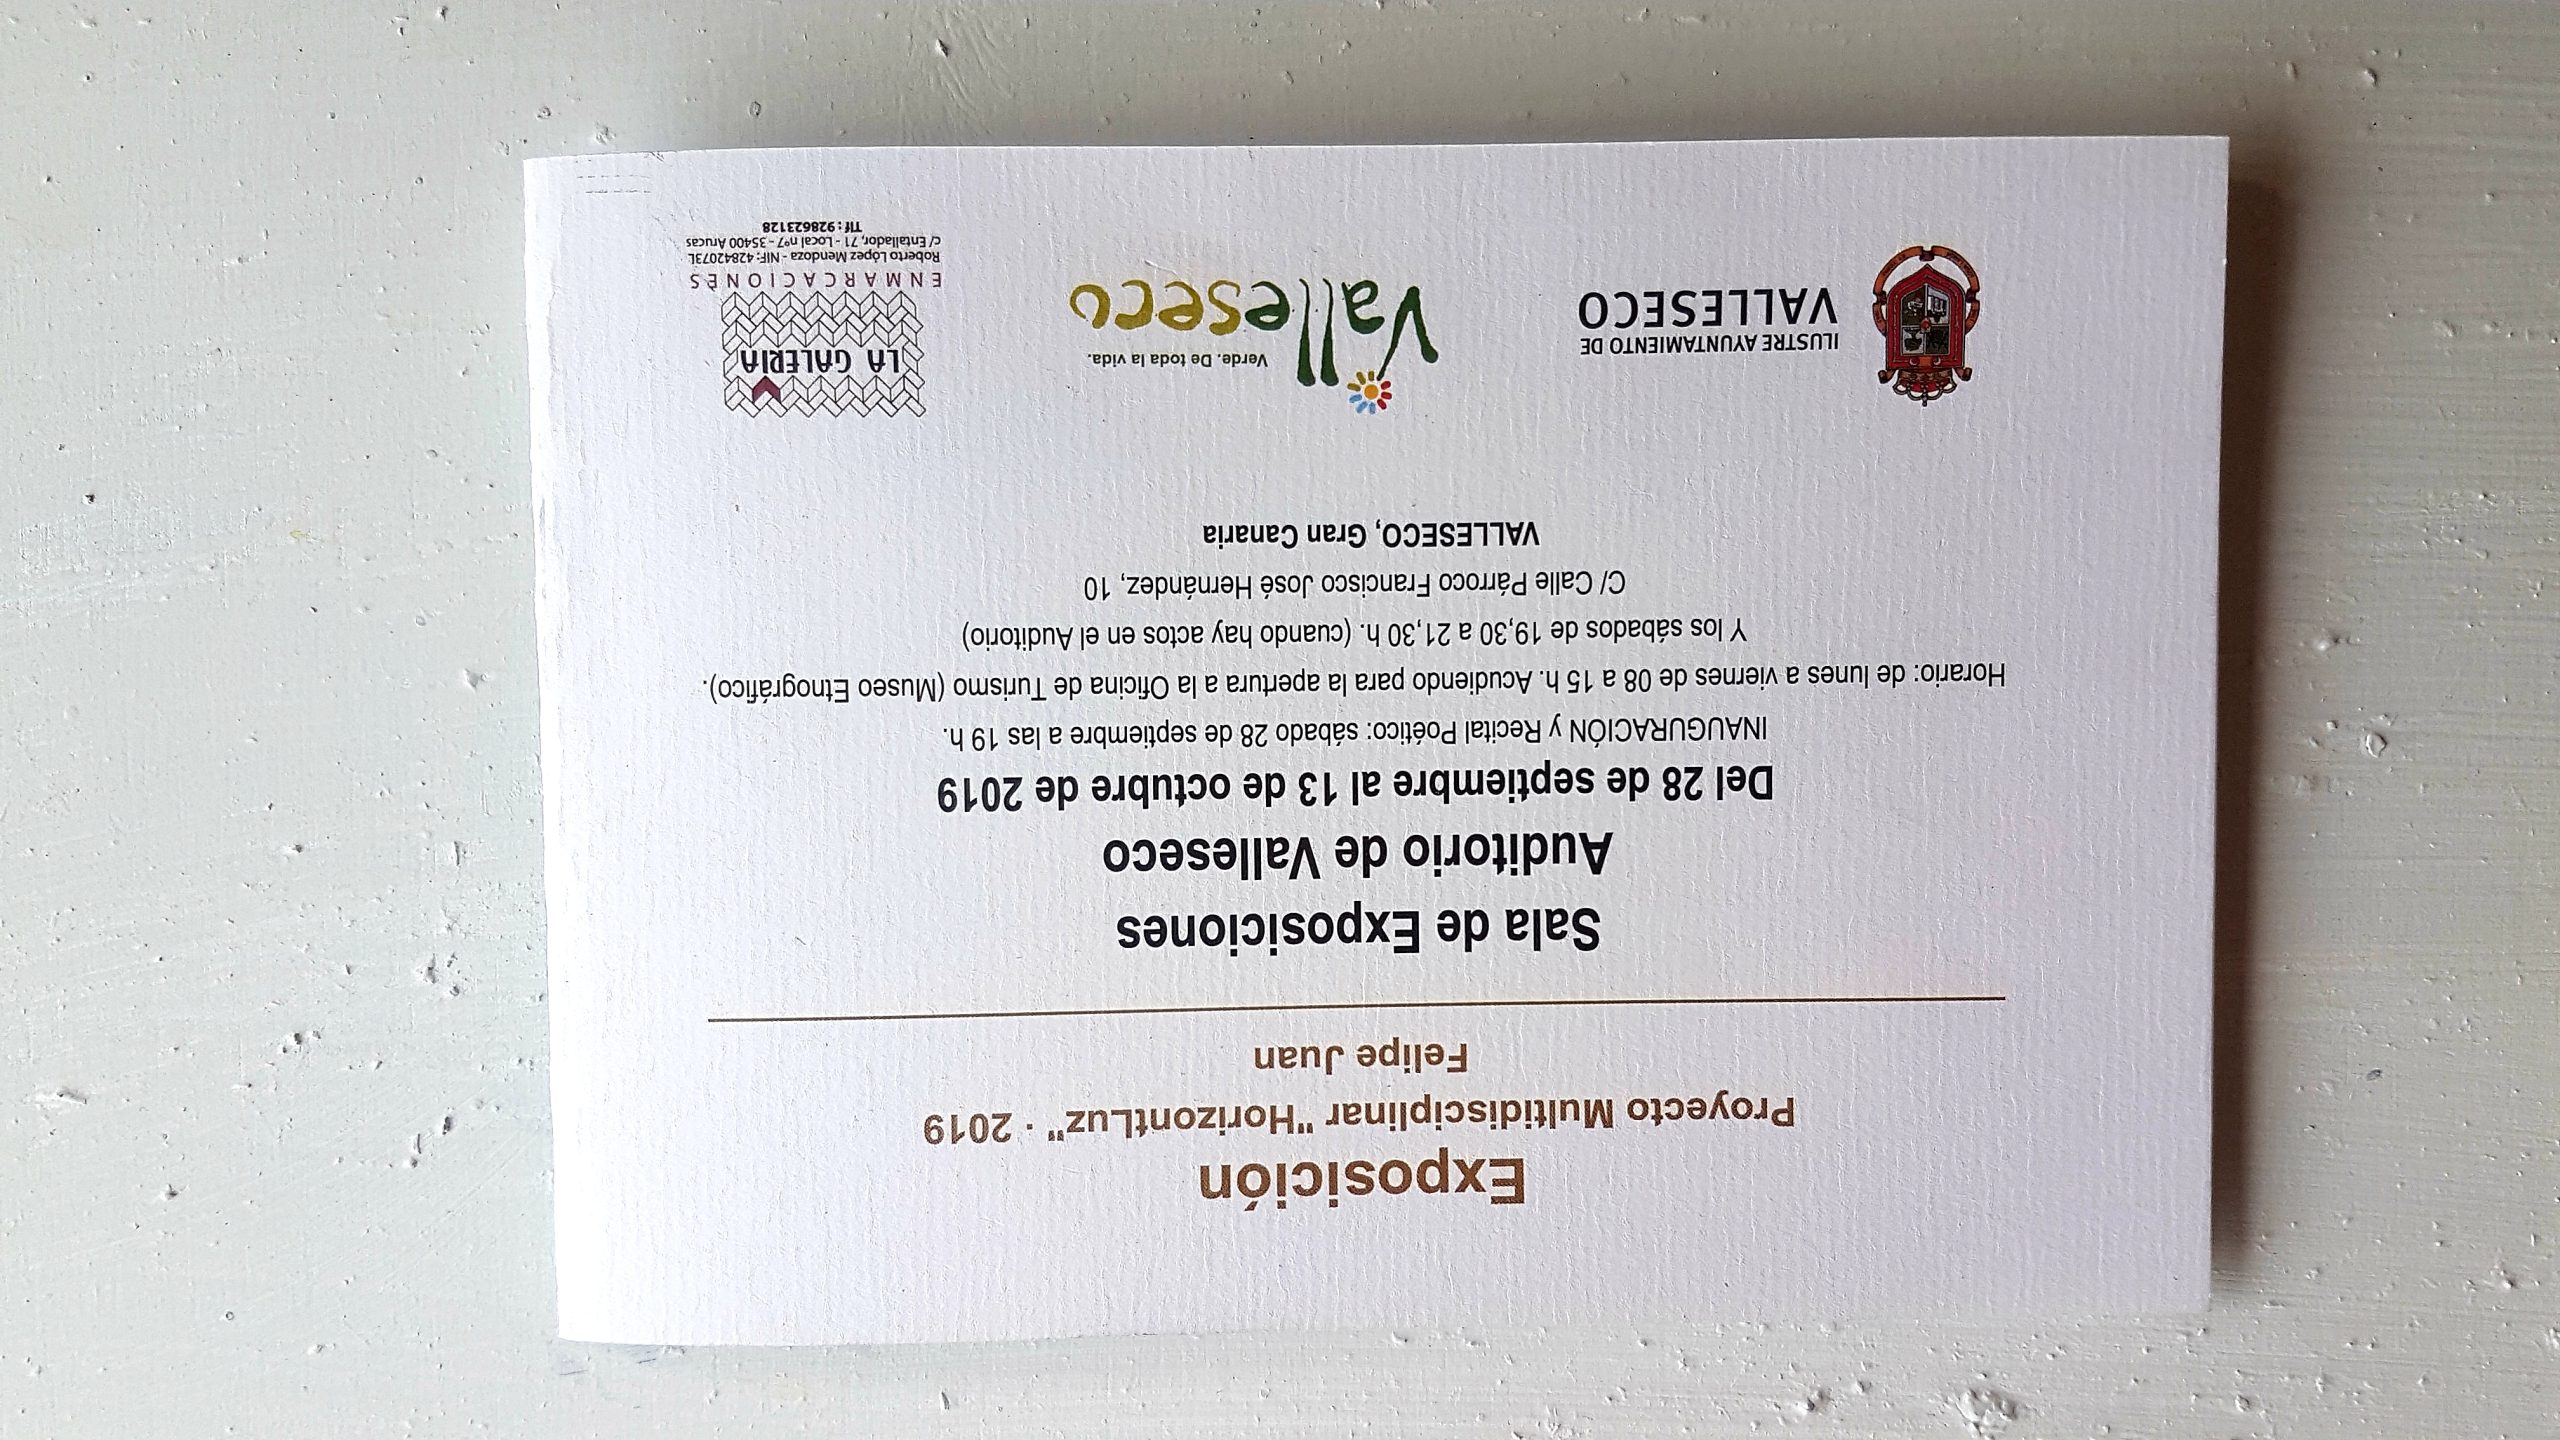 Exposición
Proyecto Multidisciplinar "HorizontLuz" · 2019
Felipe Juan
Sala de Exposiciones
Auditorio de Valleseco
Del 28 de septiembre al 13 de octubre de 2019
INAUGURACIÓN y Recital Poético: sábado 28 de septiembre a las 19 h.
Horario: de lunes a viernes de 08 a 15 h. Acudiendo para la apertura a la Oficina de Turismo (Museo Etnográfico).
Y los sábados de 19,30 a 21,30 h. (cuando hay actos en el Auditorio)
C/ Calle Párroco Francisco José Hernández, 10
VALLESECO, Gran Canaria
ILUSTRE AYUNTAMIENTO DE
VALLESECO
Verde. De toda la vida.
Valleseco
LA GALERIA
ENMARCACIONES
Roberto López Mendoza - NIF: 42842073L
c/ Entallador, 71 - Local nº7 - 35400 Arucas
Tlf : 928623128